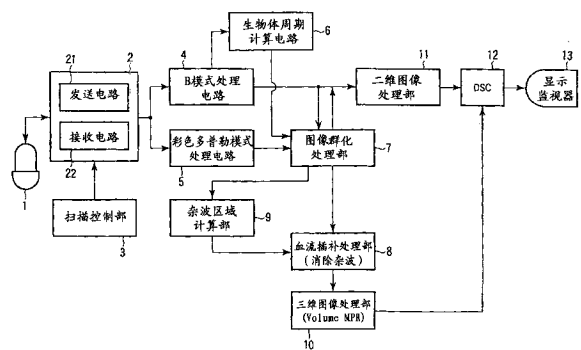 生物体周期
计算电路
6
21
2
4
11
12
13
发送电路
B模式处理
电路
二维图像
处理部
DSC
显示
监视器
接收电路
22
彩色多普勒模式
处理电路
5
图像群化
处理部
7
1
扫描控制部
3
杂波区域
计算部
9
血流插补处理部
(消除杂波)
8
三维图像处理部
(Volume MPR)
10